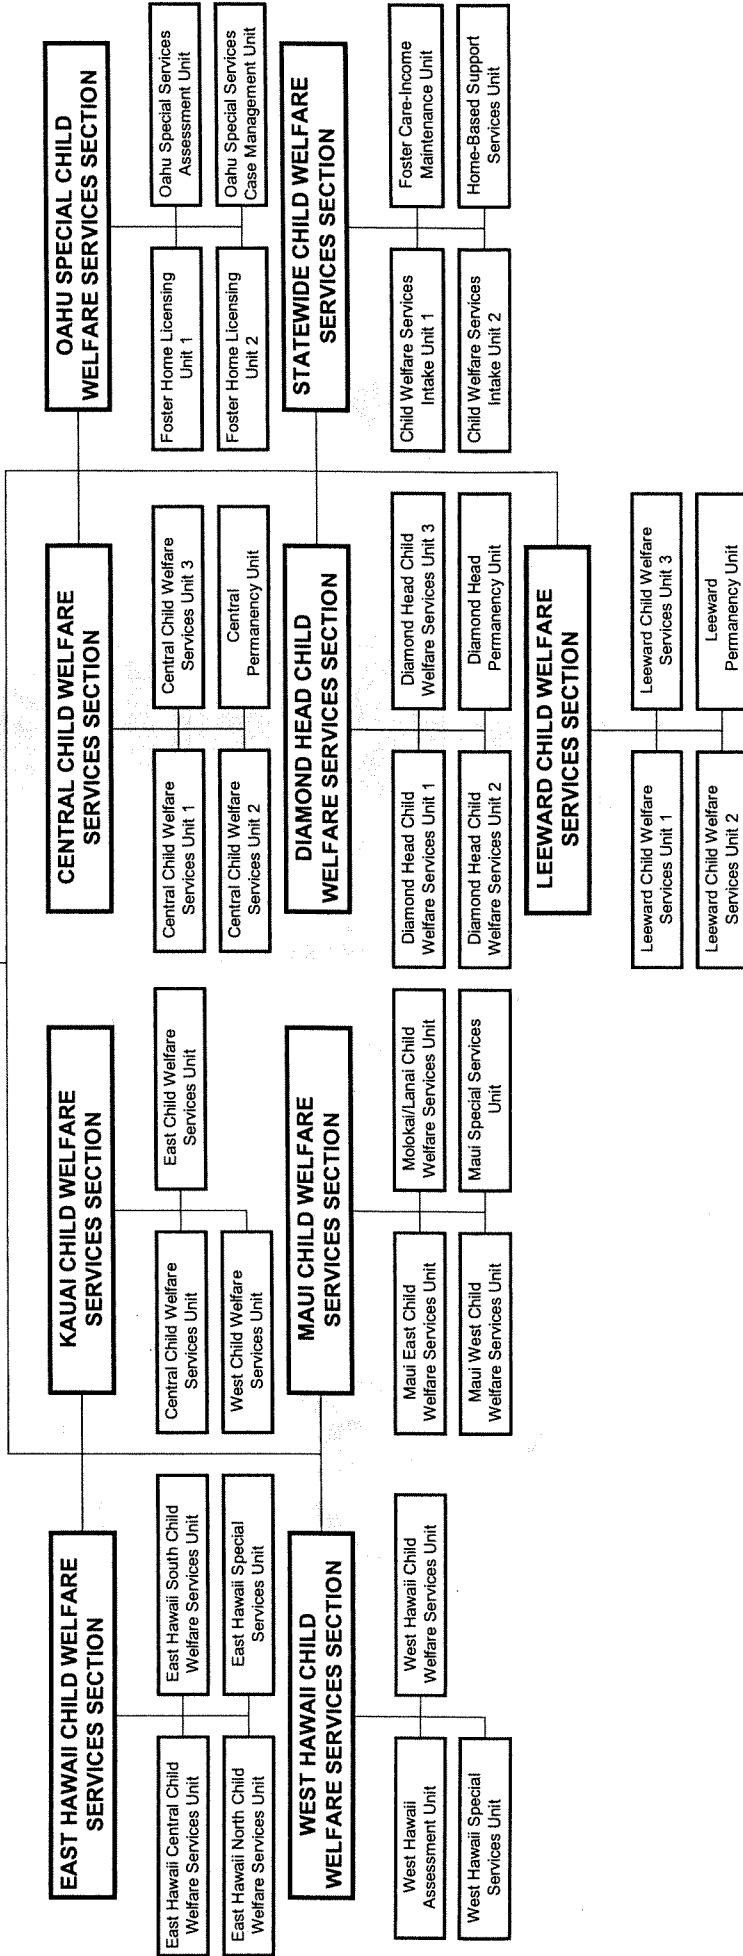 EAST HAWAII CHILD WELFARE
SERVICES SECTION
East Hawaii Central Child
Welfare Services Unit
East Hawaii South Child
Welfare Services Unit
East Hawaii North Child
Welfare Services Unit
East Hawaii Special
Services Unit
WEST HAWAII CHILD
WELFARE SERVICES SECTION
West Hawaii
Assessment Unit
West Hawaii Child
Welfare Services Unit
West Hawaii Special
Services Unit
KAUAI CHILD WELFARE
SERVICES SECTION
Central Child Welfare
Services Unit
East Child Welfare
Services Unit
West Child Welfare
Services Unit
MAUI CHILD WELFARE
SERVICES SECTION
Maui East Child
Welfare Services Unit
Molokai/Lanai Child
Welfare Services Unit
Maui West Child
Welfare Services Unit
Maui Special Services
Unit
CENTRAL CHILD WELFARE
SERVICES SECTION
Central Child Welfare
Services Unit 1
Central Child Welfare
Services Unit 3
Central Child Welfare
Services Unit 2
Central
Permanency Unit
DIAMOND HEAD CHILD
WELFARE SERVICES SECTION
Diamond Head Child
Welfare Services Unit 1
Diamond Head Child
Welfare Services Unit 3
Diamond Head Child
Welfare Services Unit 2
Diamond Head
Permanency Unit
LEEWARD CHILD WELFARE
SERVICES SECTION
Leeward Child Welfare
Services Unit 1
Leeward Child Welfare
Services Unit 3
Leeward Child Welfare
Services Unit 2
Leeward
Permanency Unit
OAHU SPECIAL CHILD
WELFARE SERVICES SECTION
Foster Home Licensing
Unit 1
Oahu Special Services
Assessment Unit
Foster Home Licensing
Unit 2
Oahu Special Services
Case Management Unit
STATEWIDE CHILD WELFARE
SERVICES SECTION
Child Welfare Services
Intake Unit 1
Foster Care-Income
Maintenance Unit
Child Welfare Services
Intake Unit 2
Home-Based Support
Services Unit